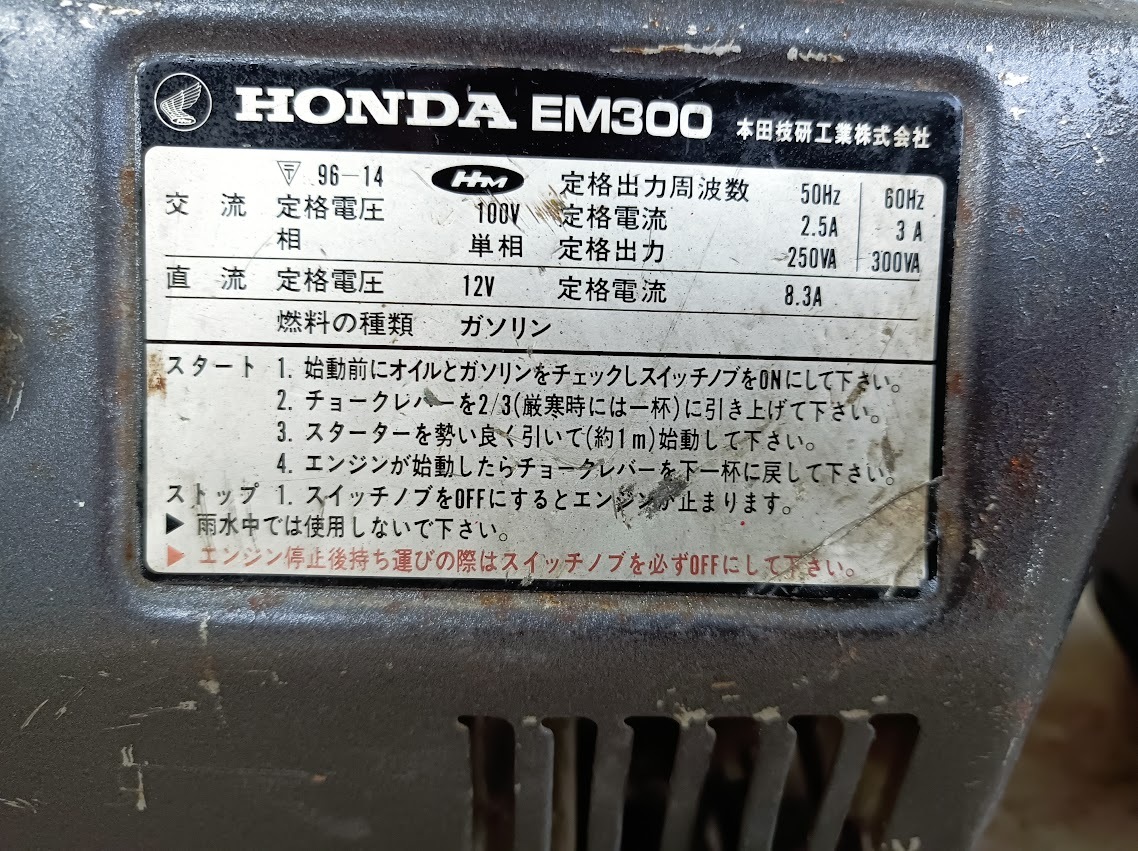 HONDA EM300 本田技研工業株式会社
〒 96-14 HM 定格出力周波数 50Hz 60Hz
交流 定格電圧 100V 定格電流 2.5A 3A
相 単相 定格出力 250VA 300VA
直流 定格電圧 12V 定格電流 8.3A
燃料の種類 ガソリン
スタート 1. 始動前にオイルとガソリンをチェックしスイッチノブをONにして下さい。
2. チョークレバーを2/3(厳寒時には一杯)に引き上げて下さい。
3. スターターを勢い良く引いて(約1m)始動して下さい。
4. エンジンが始動したらチョークレバーを下一杯に戻して下さい。
ストップ 1. スイッチノブをOFFにするとエンジンが止まります。
▶ 雨水中では使用しないで下さい。
▶ エンジン停止後持ち運びの際はスイッチノブを必ずOFFにして下さい。